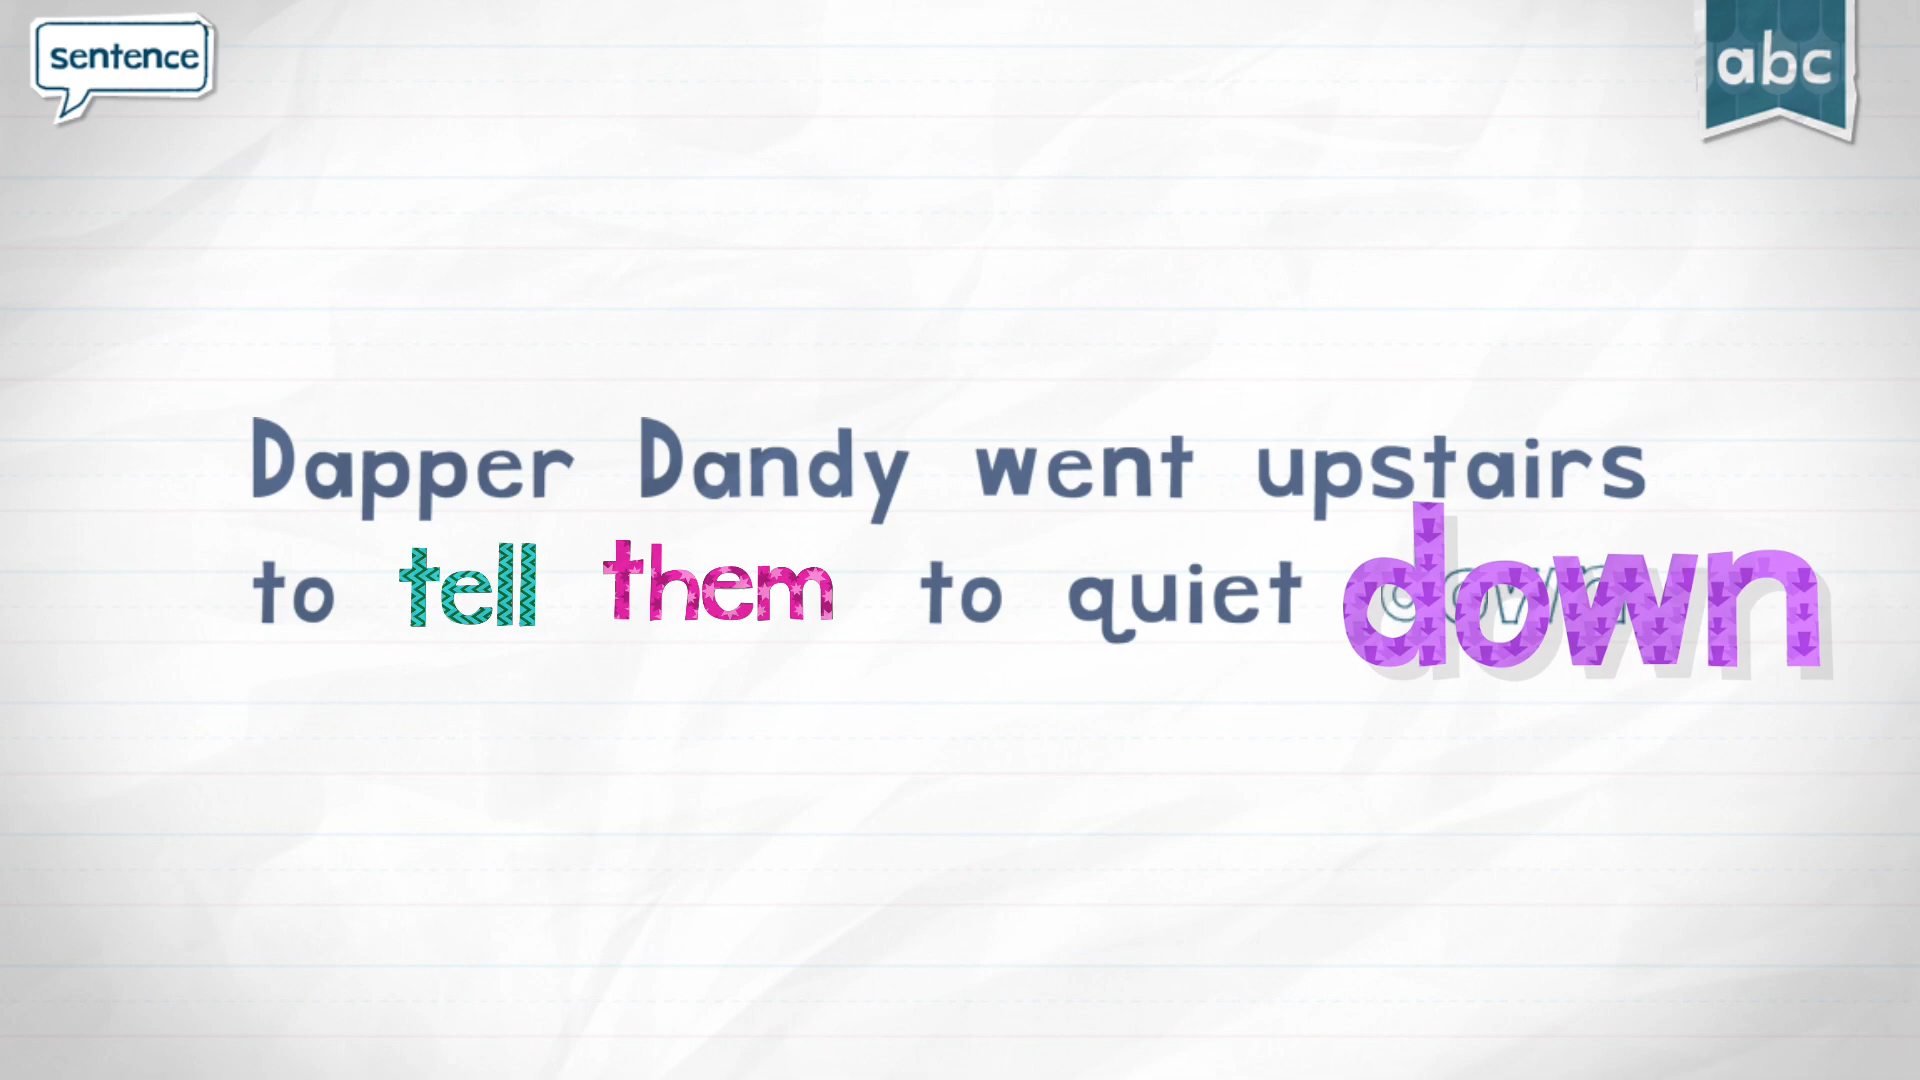 sentence
abc
Dapper Dandy went upstairs
to tell them to quiet down